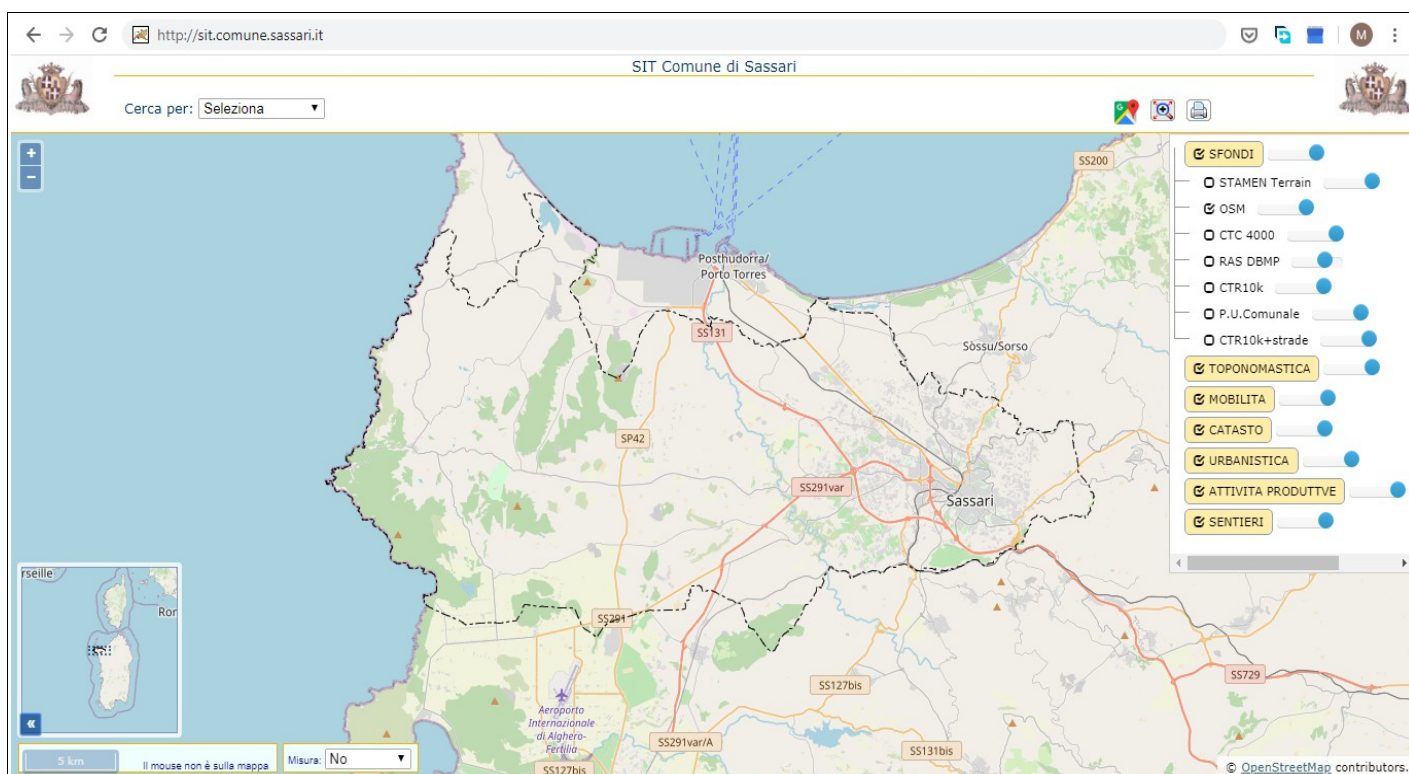 http://sit.comune.sassari.it
M
SIT Comune di Sassari
Cerca per: Seleziona
+
−
SS200
Posthudorra/
Porto Torres
SS131
Sòssu/Sorso
SP42
SS291var
Sassari
SS291
SS729
SS127bis
Aeroporto
Internazionale
di Alghero-
Fertilia
SS291var/A
SS131bis
SS127bis
SFONDI
STAMEN Terrain
OSM
CTC 4000
RAS DBMP
CTR10k
P.U.Comunale
CTR10k+strade
TOPONOMASTICA
MOBILITA
CATASTO
URBANISTICA
ATTIVITA PRODUTTVE
SENTIERI
rseille
Ror
«
5 km
Il mouse non è sulla mappa
Misura: No
© OpenStreetMap contributors.